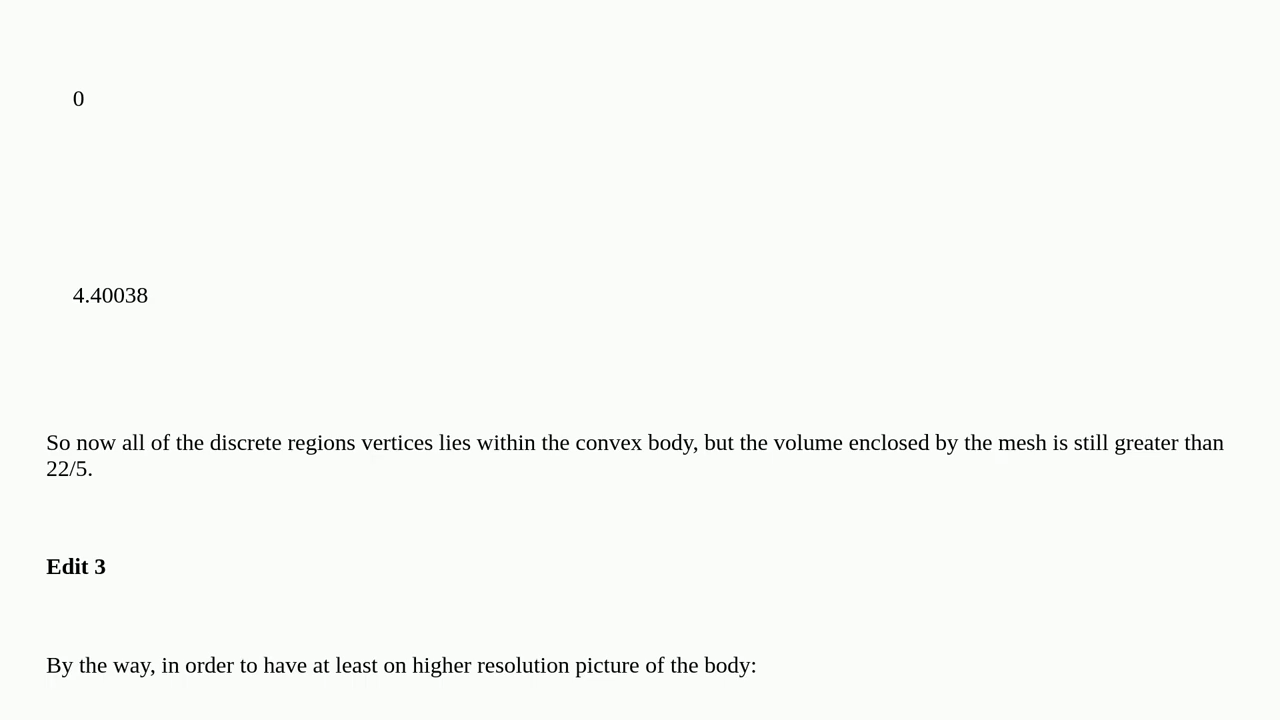 0
4.40038
So now all of the discrete regions vertices lies within the convex body, but the volume enclosed by the mesh is still greater than
22/5.
Edit 3
By the way, in order to have at least on higher resolution picture of the body: